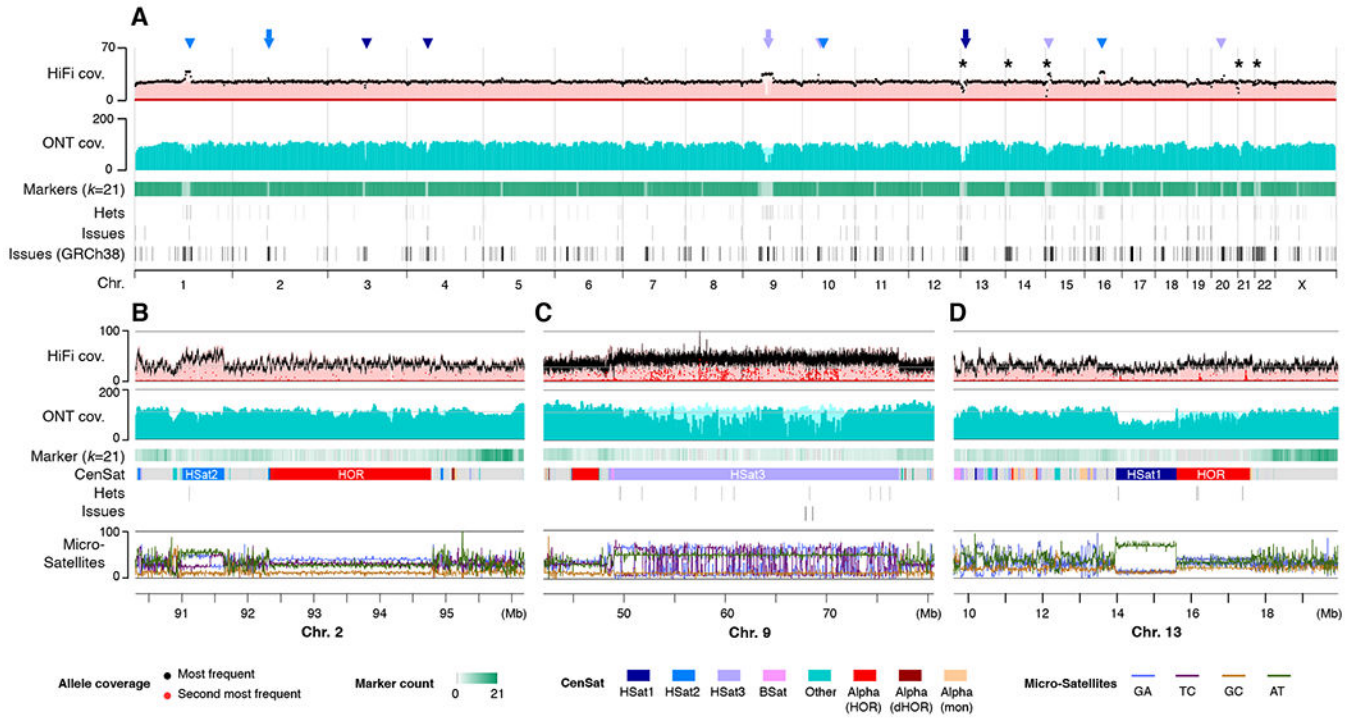 A
70
HiFi cov.
0
* * * * *
200
ONT cov.
0
Markers (k=21)
Hets
Issues
Issues (GRCh38)
Chr. 1 2 3 4 5 6 7 8 9 10 11 12 13 14 15 16 17 18 19 20 21 22 X
B C D
100
HiFi cov.
0
200
ONT cov.
0
Marker (k=21)
CenSat HSat2 HOR HSat3 HSat1 HOR
Hets
Issues
100
Micro-
Satellites
0
91 92 93 94 95 (Mb) 50 60 70 (Mb) 10 12 14 16 18 (Mb)
Chr. 2 Chr. 9 Chr. 13
Allele coverage Most frequent
Second most frequent
Marker count 0 21
CenSat HSat1 HSat2 HSat3 BSat Other Alpha (HOR) Alpha (dHOR) Alpha (mon)
Micro-Satellites GA TC GC AT